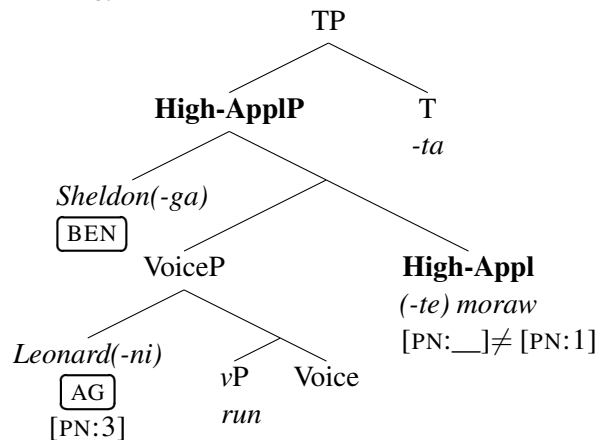 TP
High-ApplP T
-ta
Sheldon(-ga)
BEN
VoiceP High-Appl
(-te) moraw
[PN:__]≠ [PN:1]
Leonard(-ni)
AG
[PN:3]
vP Voice
run